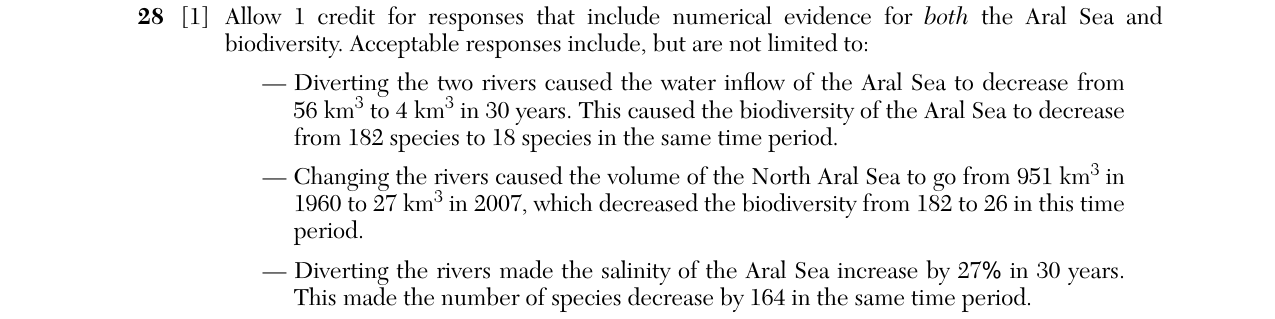 28 [1] Allow 1 credit for responses that include numerical evidence for both the Aral Sea and
biodiversity. Acceptable responses include, but are not limited to:
— Diverting the two rivers caused the water inflow of the Aral Sea to decrease from
56 km³ to 4 km³ in 30 years. This caused the biodiversity of the Aral Sea to decrease
from 182 species to 18 species in the same time period.
— Changing the rivers caused the volume of the North Aral Sea to go from 951 km³ in
1960 to 27 km³ in 2007, which decreased the biodiversity from 182 to 26 in this time
period.
— Diverting the rivers made the salinity of the Aral Sea increase by 27% in 30 years.
This made the number of species decrease by 164 in the same time period.